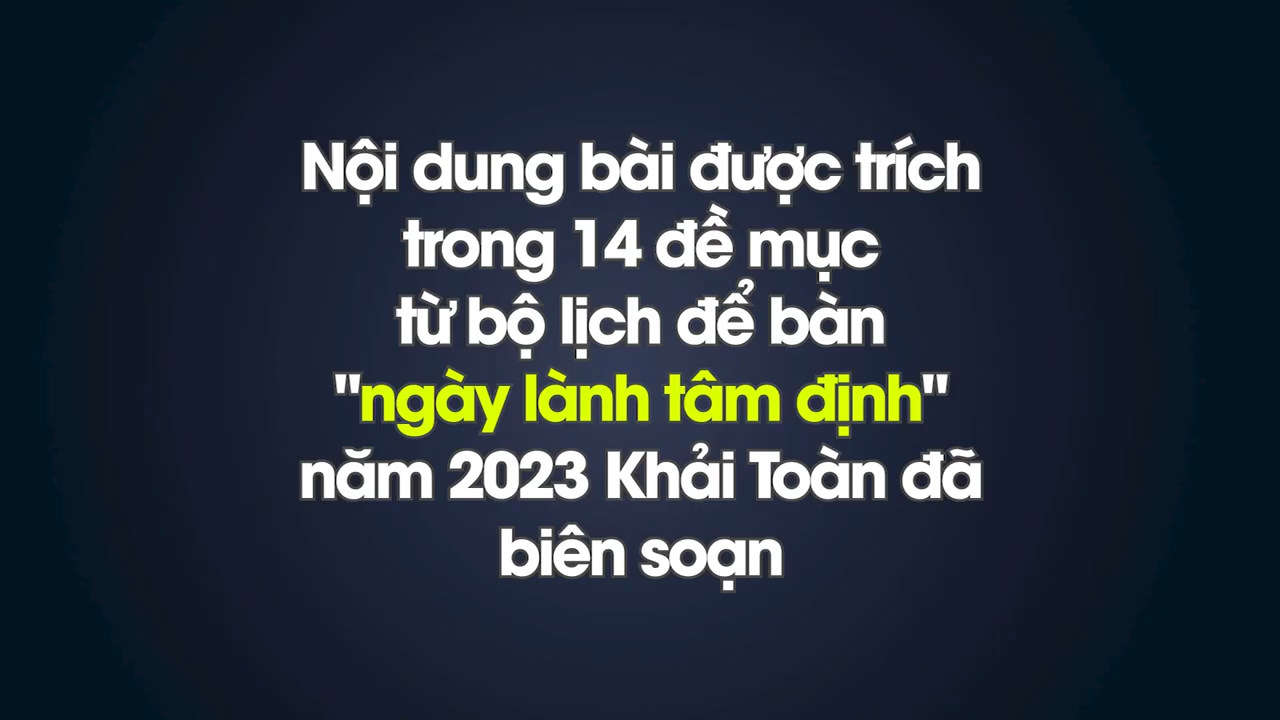 Nội dung bài được trích
trong 14 đề mục
từ bộ lịch để bàn
"ngày lành tâm định"
năm 2023 Khải Toàn đã
biên soạn